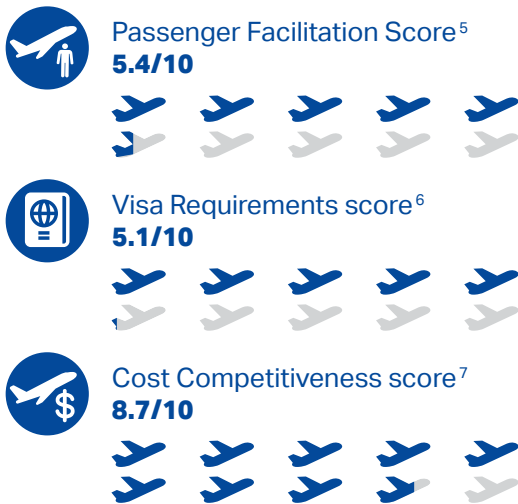 Passenger Facilitation Score⁵
5.4/10
Visa Requirements score⁶
5.1/10
$
Cost Competitiveness score⁷
8.7/10